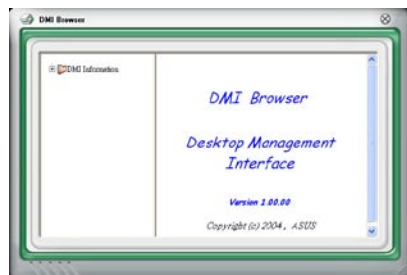 DMI Browser
DMI Information
DMI Browser
Desktop Management
Interface
Version 1.00.00
Copyright (c) 2004, ASUS